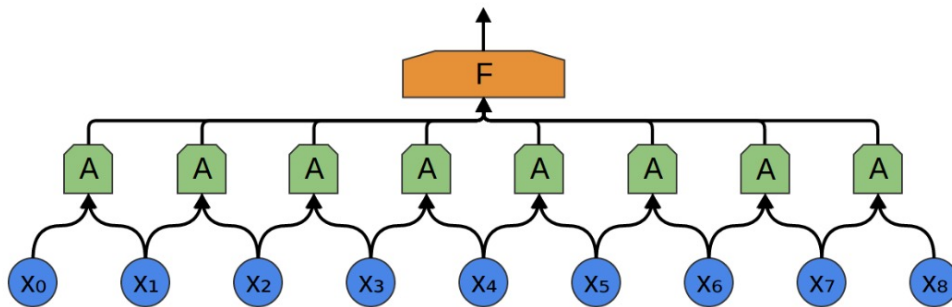 F
A A A A A A A A
x₀ x₁ x₂ x₃ x₄ x₅ x₆ x₇ x₈